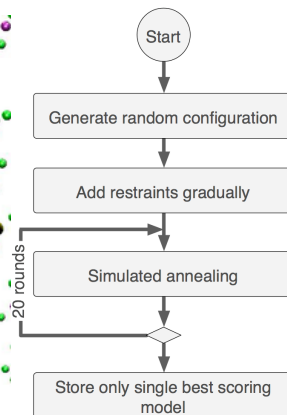 Start
Generate random configuration
Add restraints gradually
20 rounds
Simulated annealing
Store only single best scoring
model